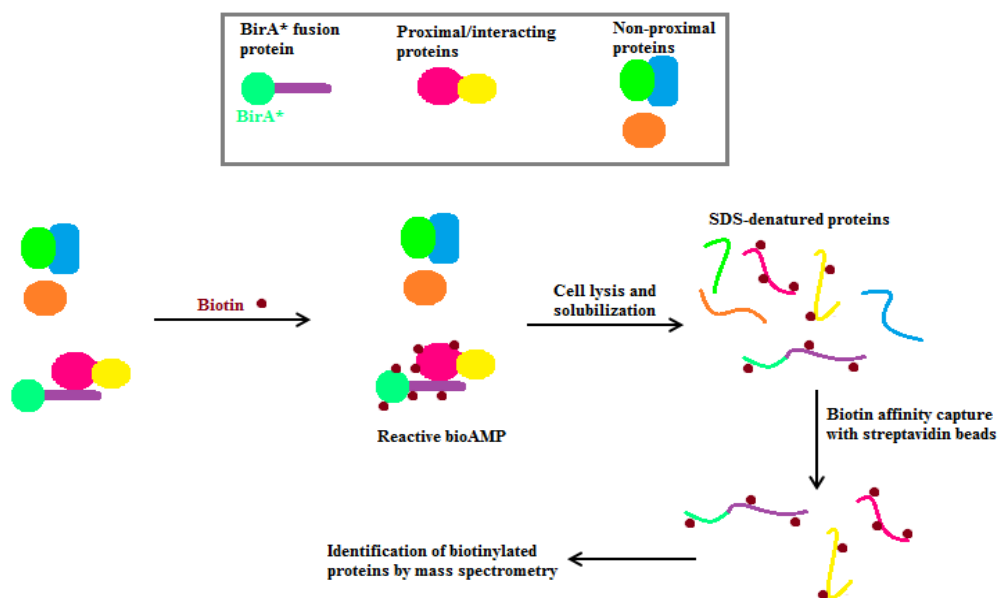 BirA* fusion
protein
BirA*
Proximal/interacting
proteins
Non-proximal
proteins
Biotin
Reactive bioAMP
Cell lysis and
solubilization
SDS-denatured proteins
Biotin affinity capture
with streptavidin beads
Identification of biotinylated
proteins by mass spectrometry